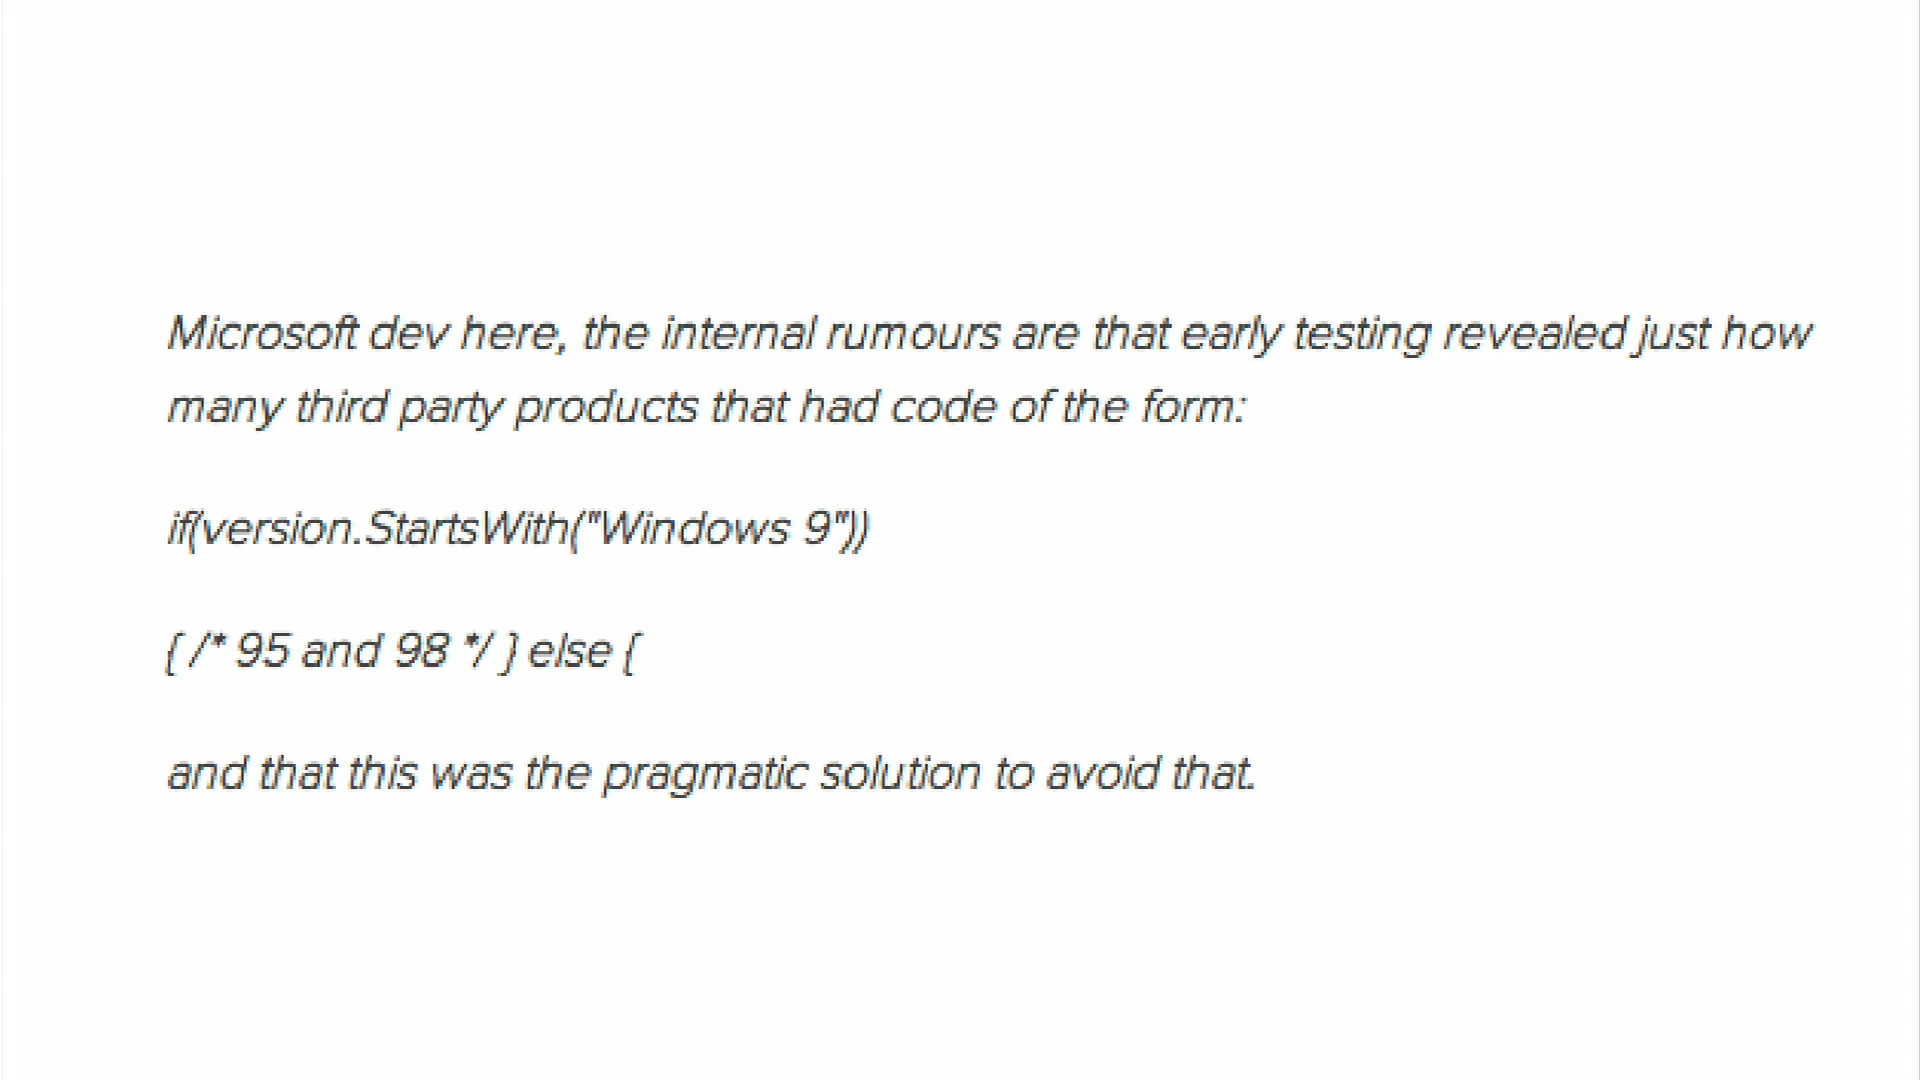 Microsoft dev here, the internal rumours are that early testing revealed just how
many third party products that had code of the form:
if(version.StartsWith("Windows 9"))
{ /* 95 and 98 */ } else {
and that this was the pragmatic solution to avoid that.